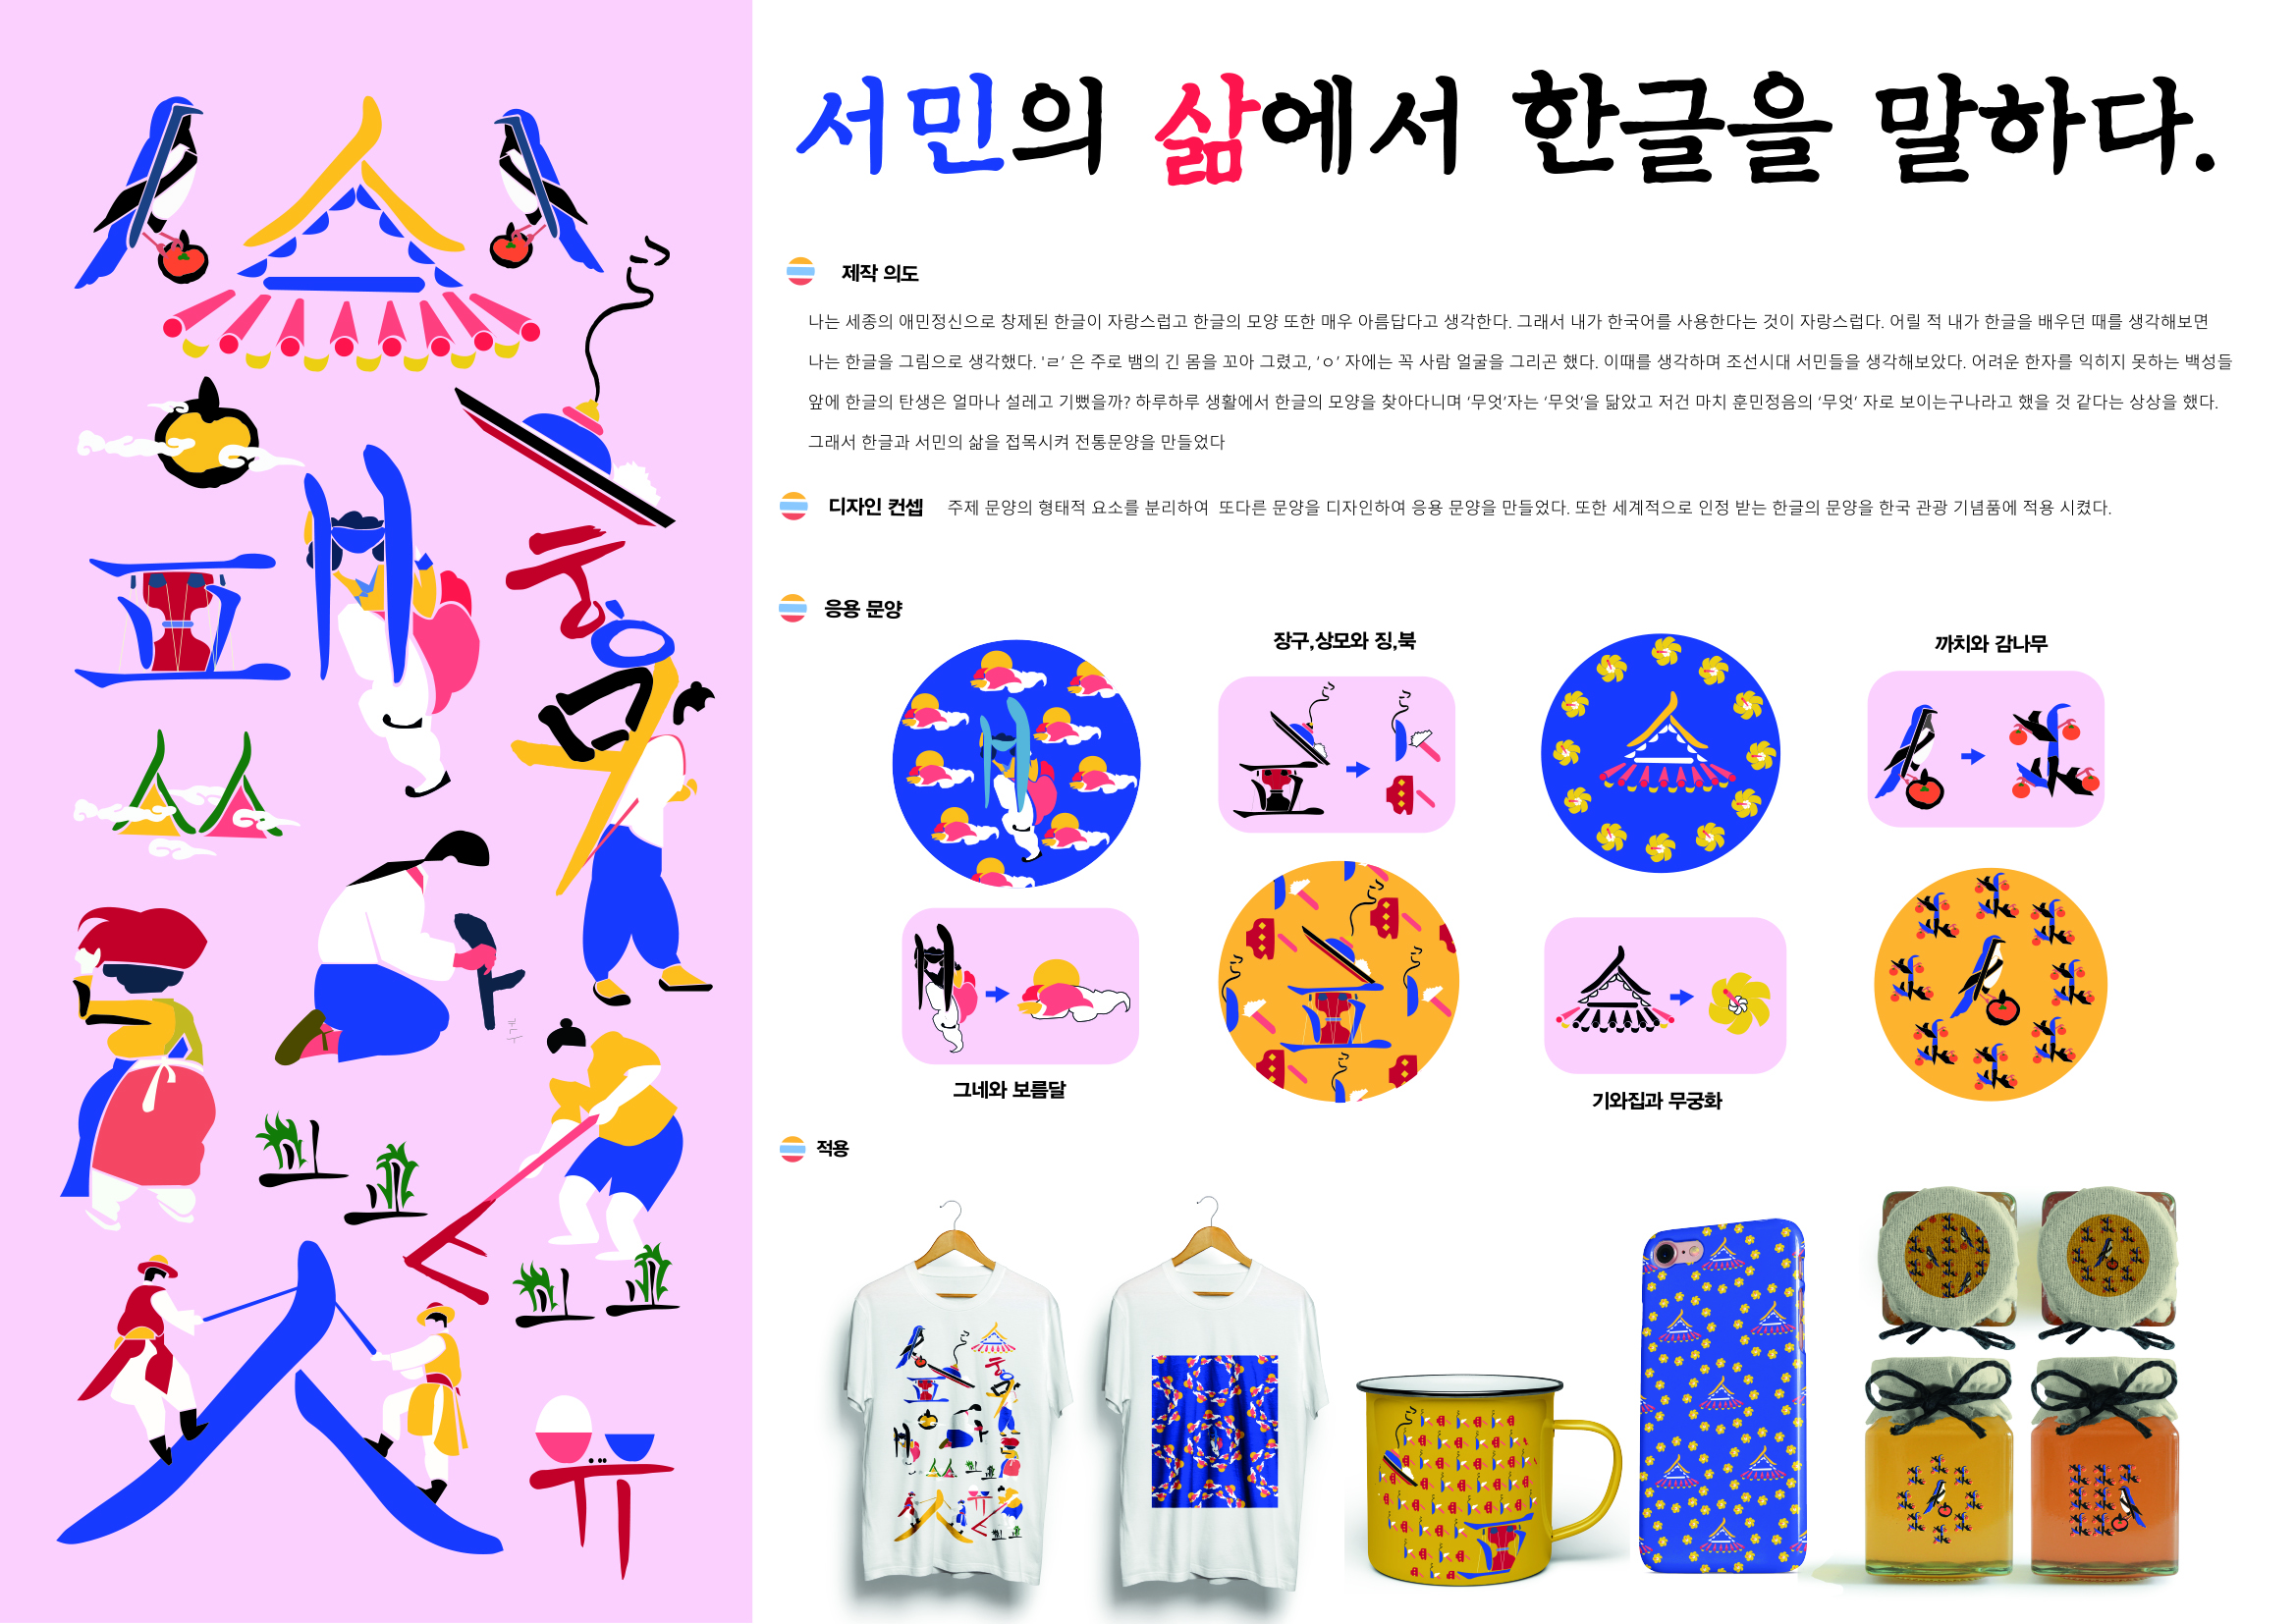 서민의 삶에서 한글을 말하다.
제작 의도
나는 세종의 애민정신으로 창제된 한글이 자랑스럽고 한글의 모양 또한 매우 아름답다고 생각한다. 그래서 내가 한국어를 사용한다는 것이 자랑스럽다. 어릴 적 내가 한글을 배우던 때를 생각해보면
나는 한글을 그림으로 생각했다. 'ㄹ' 은 주로 뱀의 긴 몸을 꼬아 그렸고, 'ㅇ' 자에는 꼭 사람 얼굴을 그리곤 했다. 이때를 생각하며 조선시대 서민들을 생각해보았다. 어려운 한자를 익히지 못하는 백성들
앞에 한글의 탄생은 얼마나 설레고 기뻤을까? 하루하루 생활에서 한글의 모양을 찾아다니며 '무엇'자는 '무엇'을 닮았고 저건 마치 훈민정음의 '무엇' 자로 보이는구나라고 했을 것 같다는 상상을 했다.
그래서 한글과 서민의 삶을 접목시켜 전통문양을 만들었다
디자인 컨셉 주제 문양의 형태적 요소를 분리하여 또다른 문양을 디자인하여 응용 문양을 만들었다. 또한 세계적으로 인정 받는 한글의 문양을 한국 관광 기념품에 적용 시켰다.
응용 문양
장구,상모와 징,북
까치와 감나무
그네와 보름달
기와집과 무궁화
적용